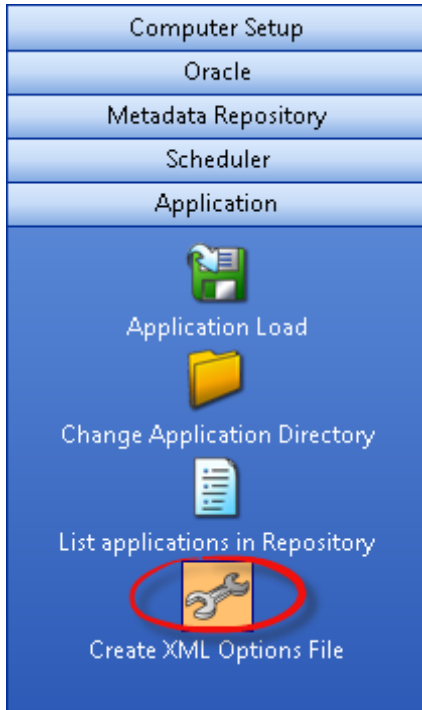 Computer Setup
Oracle
Metadata Repository
Scheduler
Application
Application Load
Change Application Directory
List applications in Repository
Create XML Options File